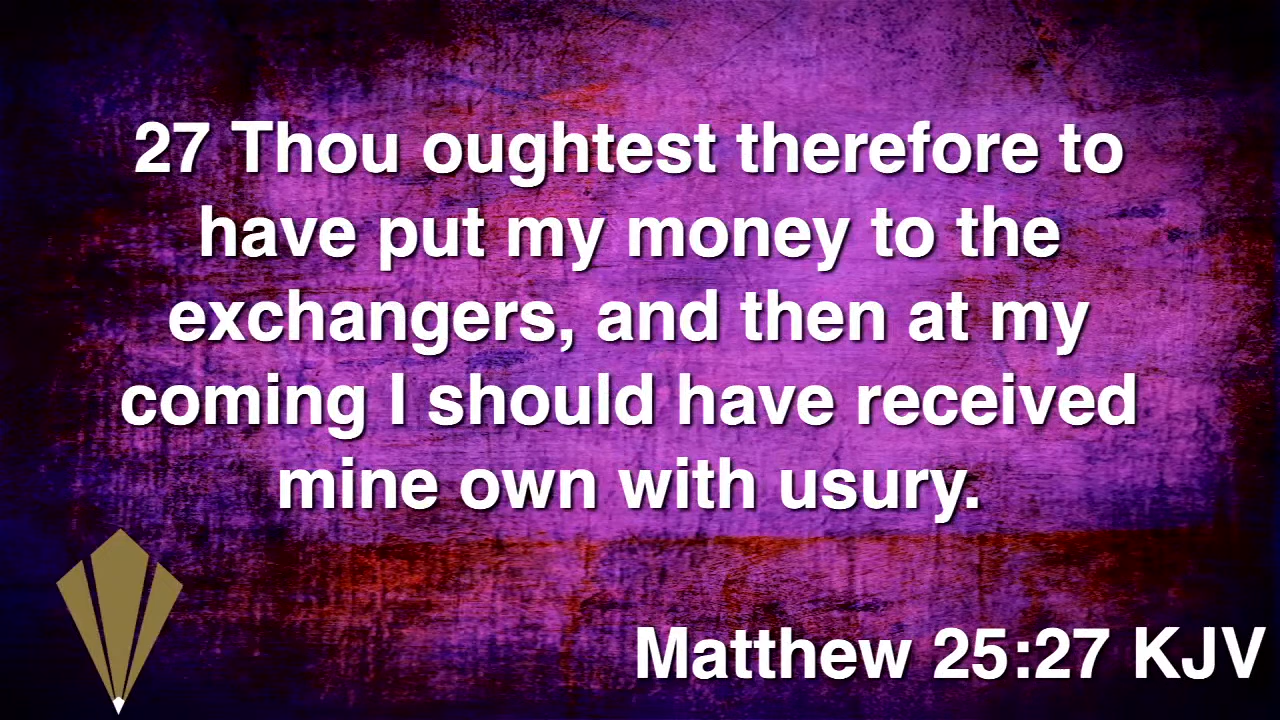 27 Thou oughtest therefore to
have put my money to the
exchangers, and then at my
coming I should have received
mine own with usury.
Matthew 25:27 KJV